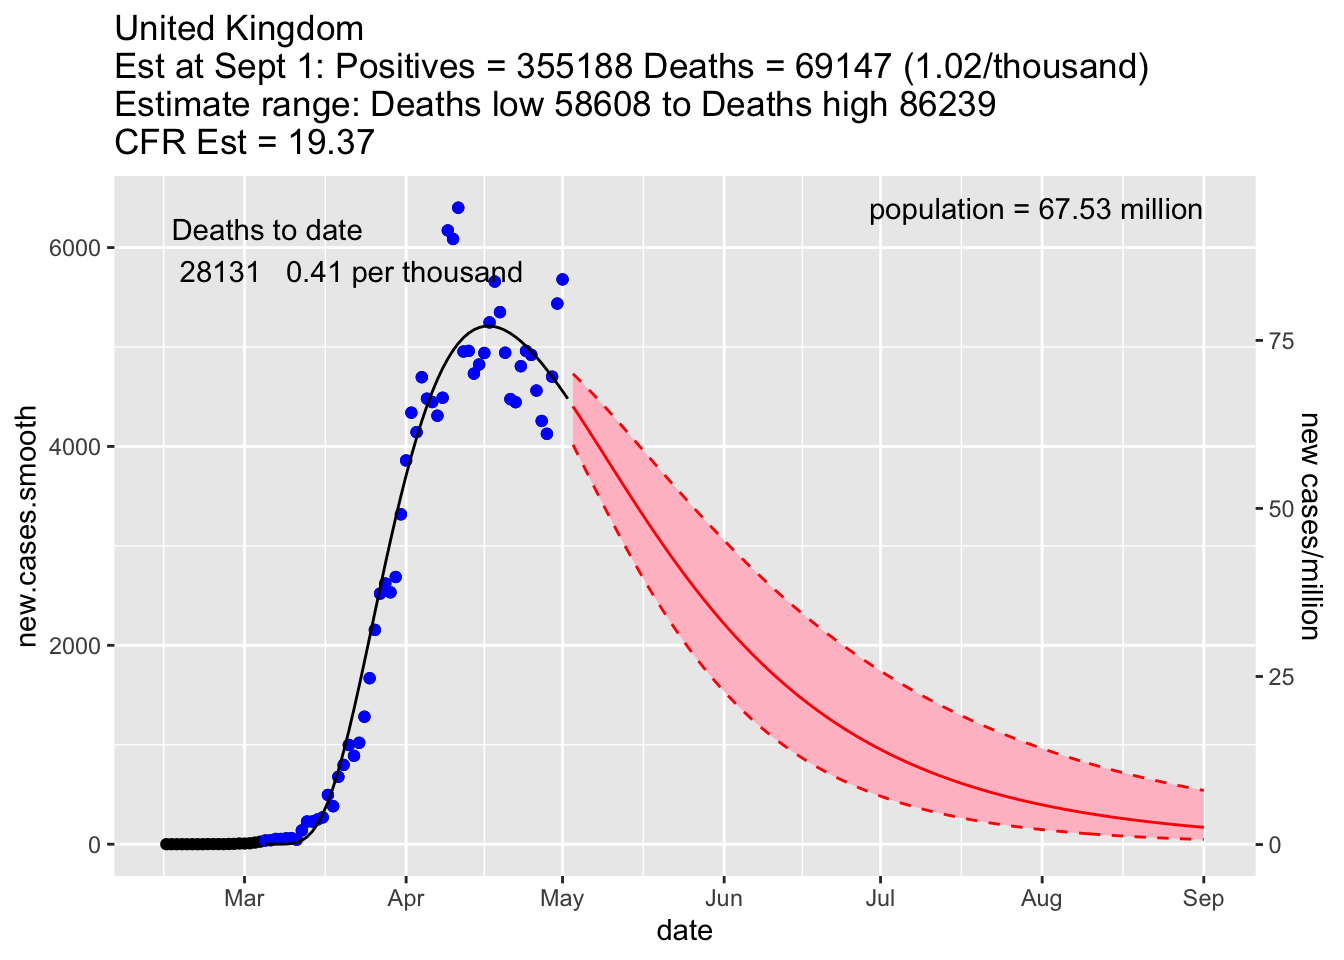 United Kingdom
Est at Sept 1: Positives = 355188 Deaths = 69147 (1.02/thousand)
Estimate range: Deaths low 58608 to Deaths high 86239
CFR Est = 19.37
Deaths to date
28131 0.41 per thousand
population = 67.53 million
new.cases.smooth
6000
4000
2000
0
75
50
25
0
new cases/million
Mar Apr May Jun Jul Aug Sep
date